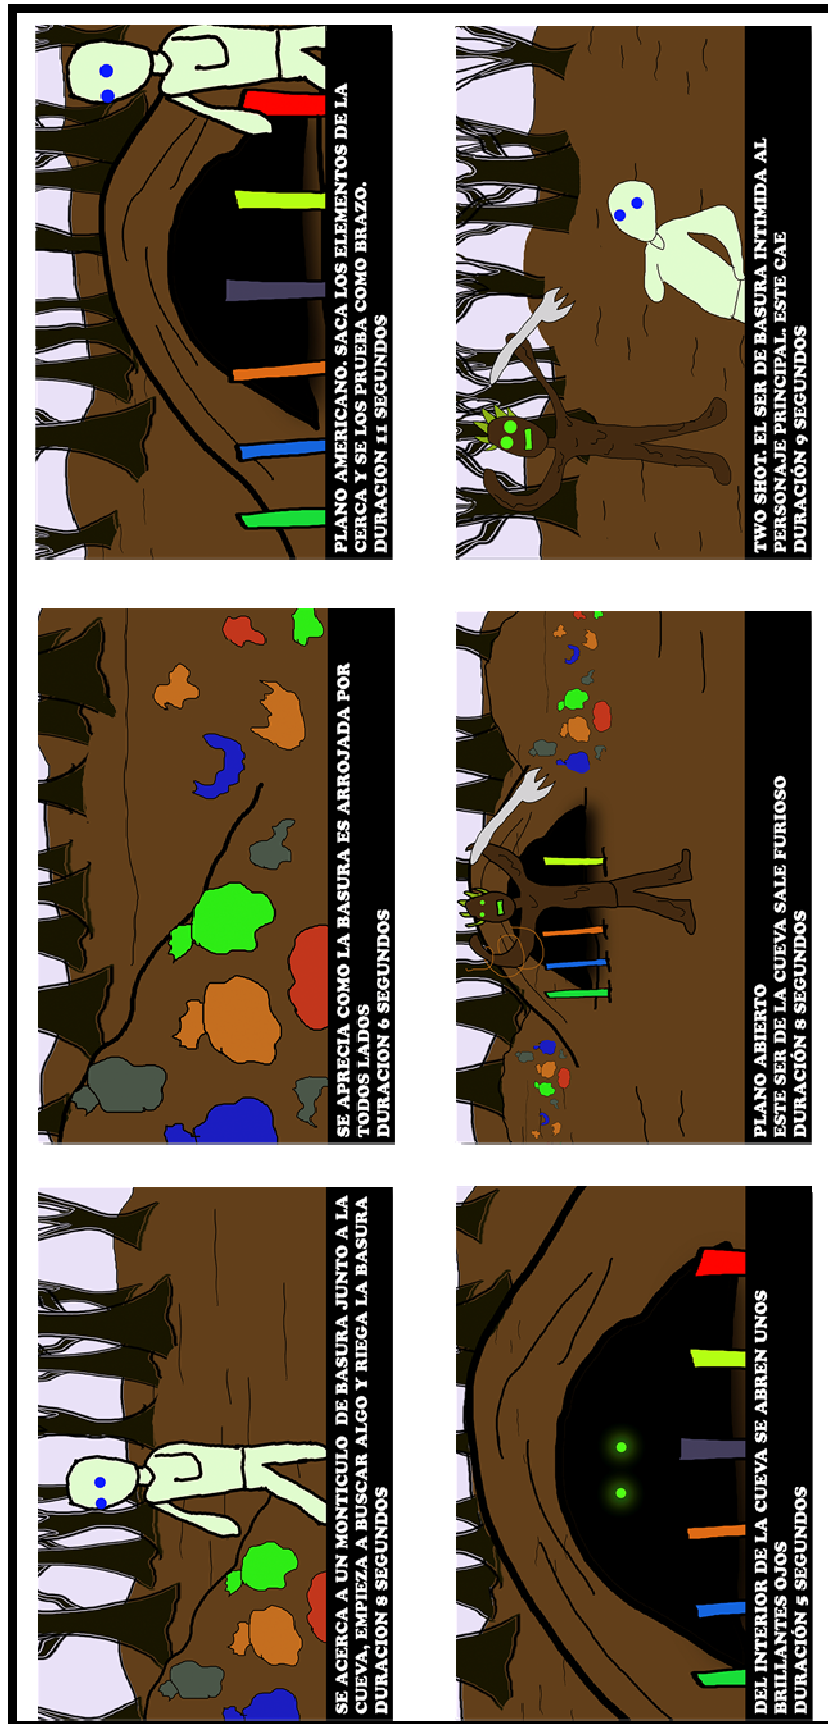 SE ACERCA A UN MONTICULO DE BASURA JUNTO A LA
CUEVA, EMPIEZA A BUSCAR ALGO Y RIEGA LA BASURA
DURACION 8 SEGUNDOS
SE APRECIA COMO LA BASURA ES ARROJADA POR
TODOS LADOS
DURACION 6 SEGUNDOS
PLANO AMERICANO. SACA LOS ELEMENTOS DE LA
CERCA Y SE LOS PRUEBA COMO BRAZO.
DURACION 11 SEGUNDOS
DEL INTERIOR DE LA CUEVA SE ABREN UNOS
BRILLANTES OJOS
DURACIÓN 5 SEGUNDOS
PLANO ABIERTO
ESTE SER DE LA CUEVA SALE FURIOSO
DURACIÓN 8 SEGUNDOS
TWO SHOT. EL SER DE BASURA INTIMIDA AL
PERSONAJE PRINCIPAL. ESTE CAE
DURACIÓN 9 SEGUNDOS